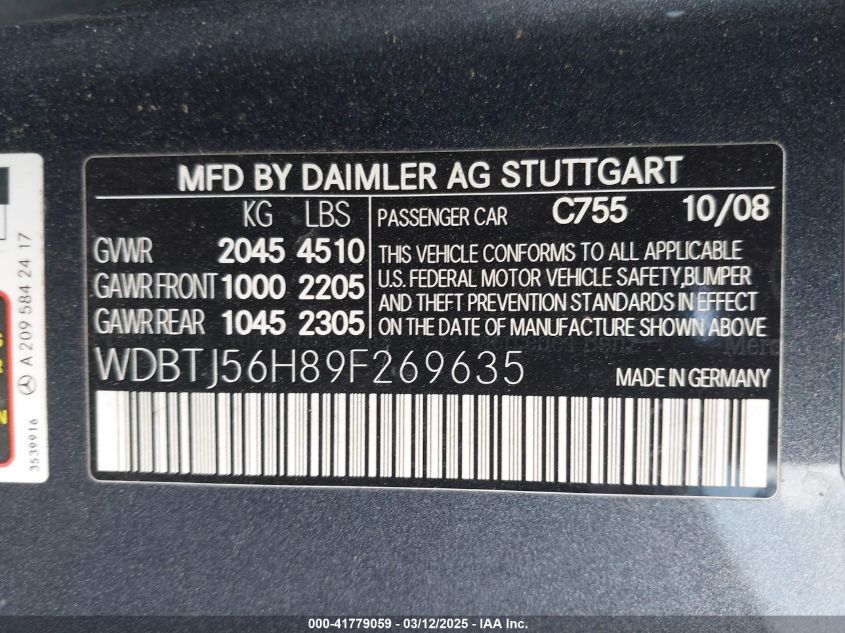 MFD BY DAIMLER AG STUTTGART
KG LBS
GVWR 2045 4510
GAWR FRONT 1000 2205
GAWR REAR 1045 2305
PASSENGER CAR C755 10/08
THIS VEHICLE CONFORMS TO ALL APPLICABLE
U.S. FEDERAL MOTOR VEHICLE SAFETY,BUMPER
AND THEFT PREVENTION STANDARDS IN EFFECT
ON THE DATE OF MANUFACTURE SHOWN ABOVE
WDBTJ56H89F269635 MADE IN GERMANY
A 209 584 24 17
3539916
000-41779059 - 03/12/2025 - IAA Inc.